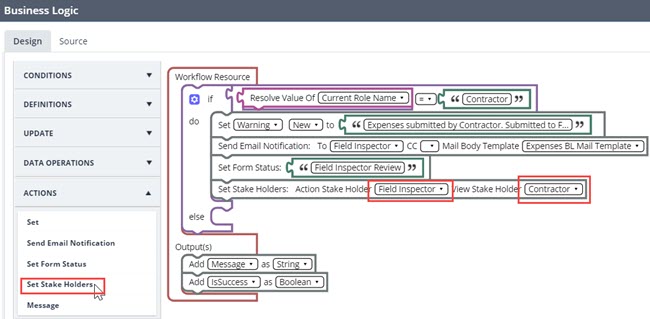 Business Logic
Design Source
CONDITIONS
DEFINITIONS
UPDATE
DATA OPERATIONS
ACTIONS
Set
Send Email Notification
Set Form Status
Set Stake Holders
Message
Workflow Resource
if Resolve Value Of Current Role Name = “ Contractor ”
do Set Warning New to “ Expenses submitted by Contractor. Submitted to F... ”
Send Email Notification: To Field Inspector CC Mail Body Template Expenses BL Mail Template
Set Form Status: “ Field Inspector Review ”
Set Stake Holders: Action Stake Holder Field Inspector View Stake Holder Contractor
else
Output(s)
Add Message as String
Add IsSuccess as Boolean